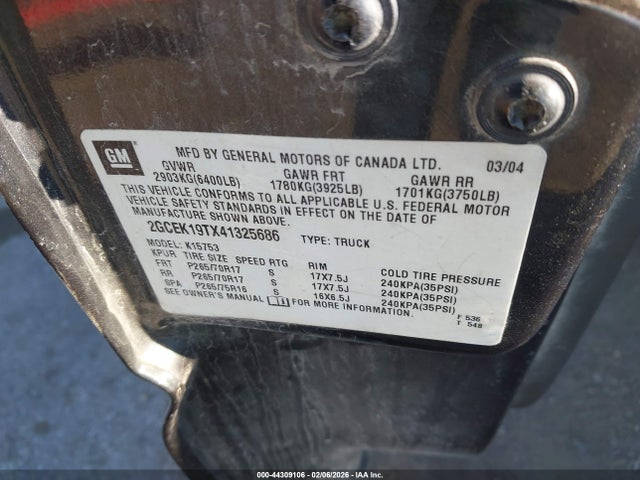 GM
MFD BY GENERAL MOTORS OF CANADA LTD. 03/04
GVWR GAWR FRT GAWR RR
2903KG(6400LB) 1780KG(3925LB) 1701KG(3750LB)
THIS VEHICLE CONFORMS TO ALL APPLICABLE U.S. FEDERAL MOTOR
VEHICLE SAFETY STANDARDS IN EFFECT ON THE DATE OF
MANUFACTURE SHOWN ABOVE.
2GCEK19TX41325686 TYPE: TRUCK
MODEL: K15753
KPUR TIRE SIZE SPEED RTG RIM COLD TIRE PRESSURE
FRT P265/70R17 S 17X7.5J 240KPA(35PSI)
RR P265/70R17 S 17X7.5J 240KPA(35PSI)
SPA P265/75R16 S 16X6.5J 240KPA(35PSI)
SEE OWNER'S MANUAL FOR MORE INFORMATION.
F 536
T 548
000-44309106 - 02/06/2026 - IAA Inc.